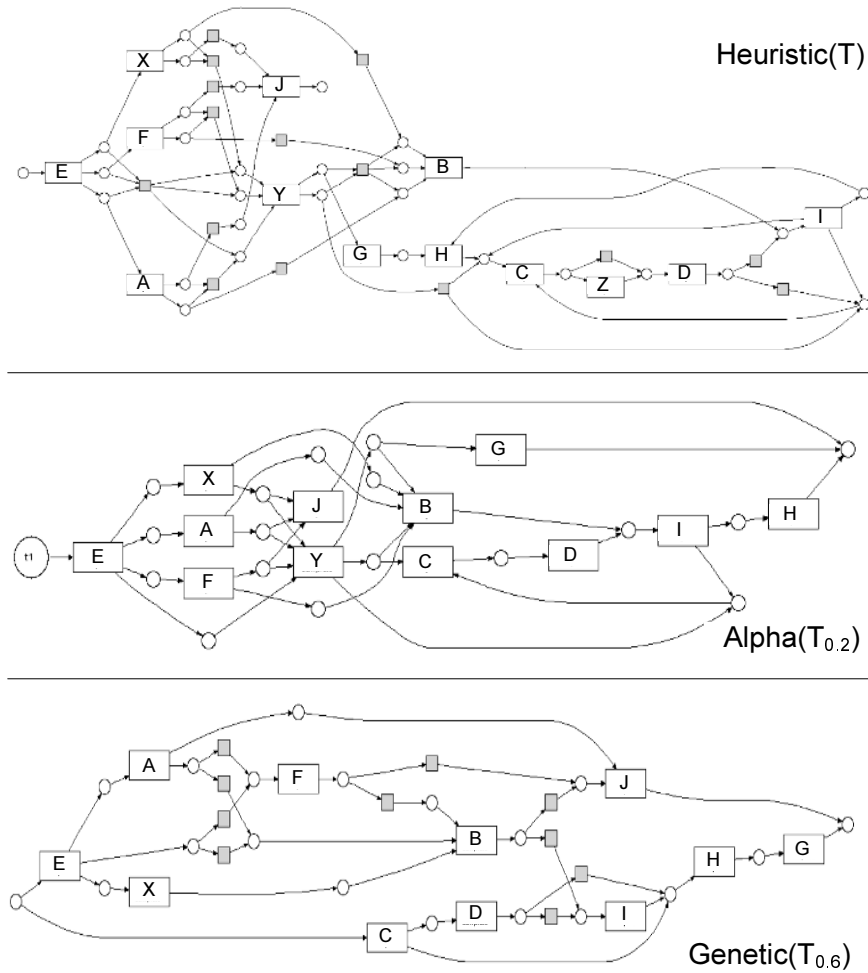 Heuristic(T)
X
J
F
E
B
Y
I
G
H
C
Z
D
A
G
X
J
B
A
H
t1
E
Y
I
C
D
F
Alpha(T0.2)
A
F
J
B
E
H
G
X
D
I
C
Genetic(T0.6)